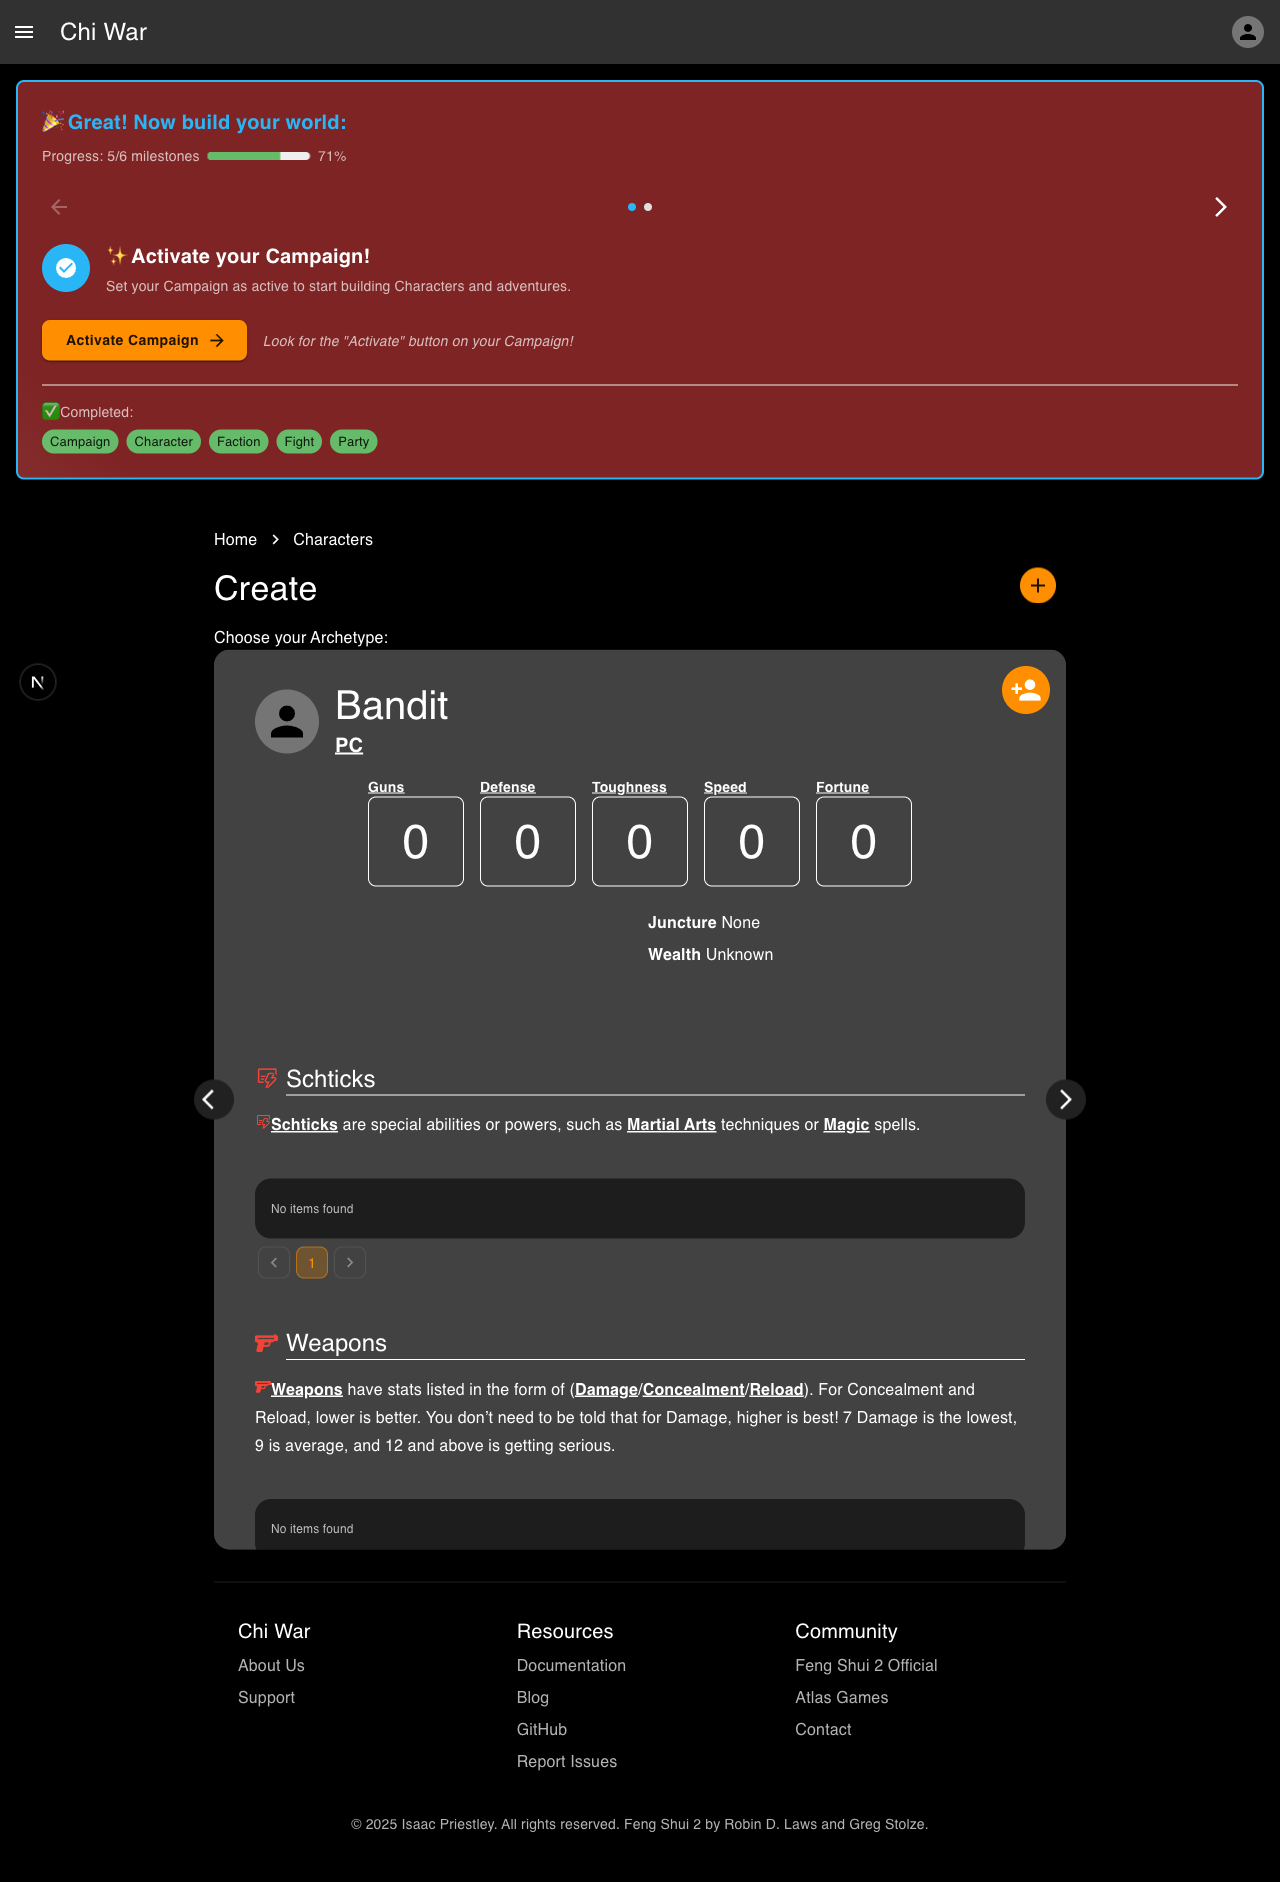 Chi War
Great! Now build your world:
Progress: 5/6 milestones 71%
Activate your Campaign!
Set your Campaign as active to start building Characters and adventures.
Activate Campaign
Look for the "Activate" button on your Campaign!
Completed:
Campaign Character Faction Fight Party
Home Characters
Create
Choose your Archetype:
N
Bandit
PC
Guns Defense Toughness Speed Fortune
0 0 0 0 0
Juncture None
Wealth Unknown
Schticks
Schticks are special abilities or powers, such as Martial Arts techniques or Magic spells.
No items found
1
Weapons
Weapons have stats listed in the form of (Damage/Concealment/Reload). For Concealment and
Reload, lower is better. You don’t need to be told that for Damage, higher is best! 7 Damage is the lowest,
9 is average, and 12 and above is getting serious.
No items found
Chi War
About Us
Support
Resources
Documentation
Blog
GitHub
Report Issues
Community
Feng Shui 2 Official
Atlas Games
Contact
© 2025 Isaac Priestley. All rights reserved. Feng Shui 2 by Robin D. Laws and Greg Stolze.